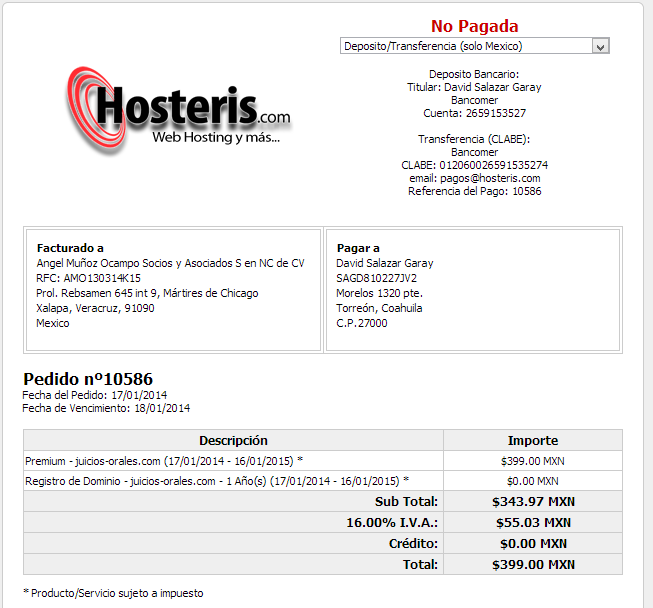 No Pagada
Deposito/Transferencia (solo Mexico)
Hosteris.com
Web Hosting y más...
Deposito Bancario:
Titular: David Salazar Garay
Bancomer
Cuenta: 2659153527
Transferencia (CLABE):
Bancomer
CLABE: 012060026591535274
email: pagos@hosteris.com
Referencia del Pago: 10586
Facturado a
Angel Muñoz Ocampo Socios y Asociados S en NC de CV
RFC: AMO130314K15
Prol. Rebsamen 645 int 9, Mártires de Chicago
Xalapa, Veracruz, 91090
Mexico
Pagar a
David Salazar Garay
SAGD810227JV2
Morelos 1320 pte.
Torreón, Coahuila
C.P.27000
Pedido nº10586
Fecha del Pedido: 17/01/2014
Fecha de Vencimiento: 18/01/2014
Descripción Importe
Premium - juicios-orales.com (17/01/2014 - 16/01/2015) * $399.00 MXN
Registro de Dominio - juicios-orales.com - 1 Año(s) (17/01/2014 - 16/01/2015) * $0.00 MXN
Sub Total: $343.97 MXN
16.00% I.V.A.: $55.03 MXN
Crédito: $0.00 MXN
Total: $399.00 MXN
* Producto/Servicio sujeto a impuesto